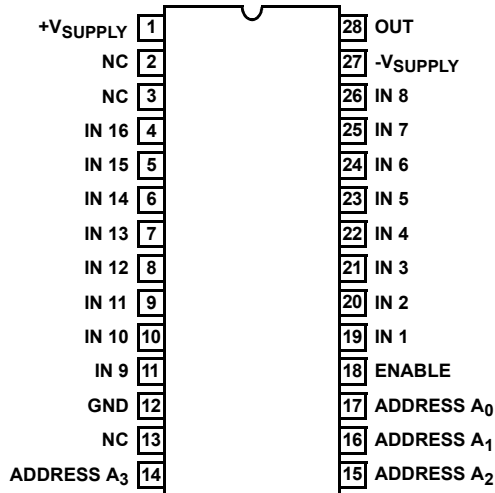 +VSUPPLY 1 28 OUT
NC 2 27 -VSUPPLY
NC 3 26 IN 8
IN 16 4 25 IN 7
IN 15 5 24 IN 6
IN 14 6 23 IN 5
IN 13 7 22 IN 4
IN 12 8 21 IN 3
IN 11 9 20 IN 2
IN 10 10 19 IN 1
IN 9 11 18 ENABLE
GND 12 17 ADDRESS A0
NC 13 16 ADDRESS A1
ADDRESS A3 14 15 ADDRESS A2